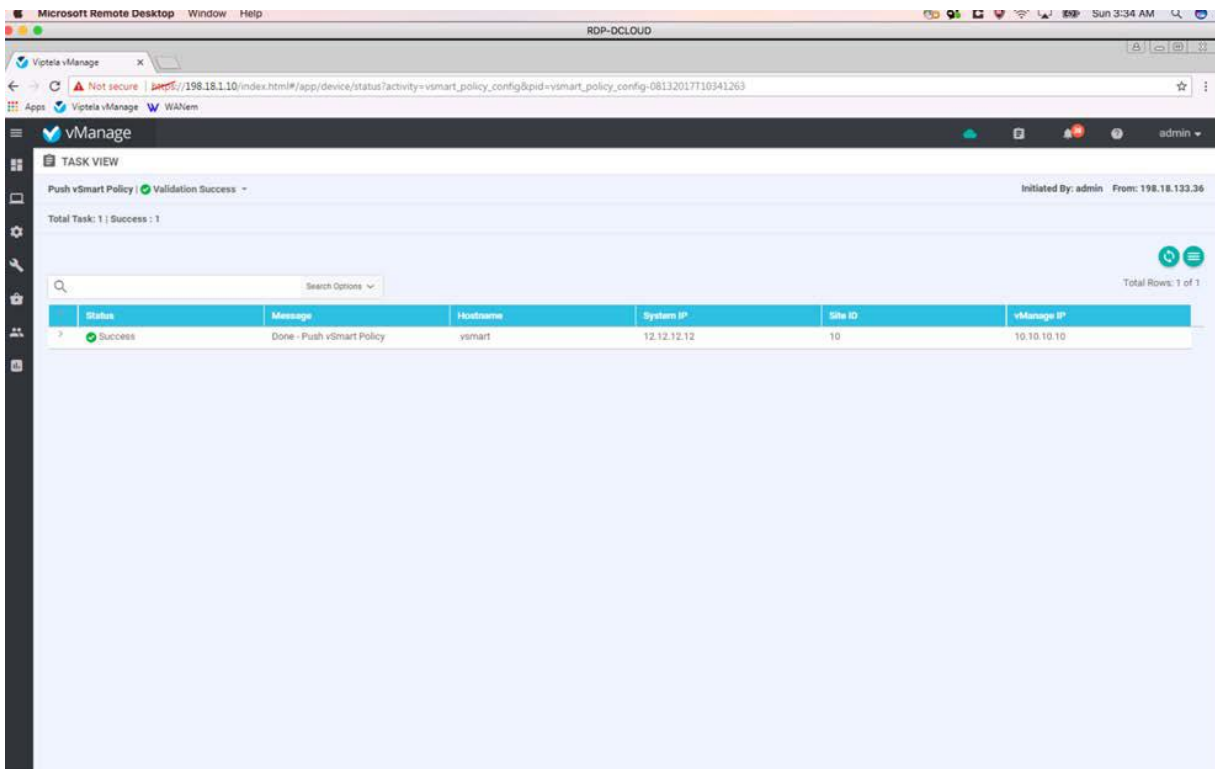 Microsoft Remote Desktop Window Help Sun 3:34 AM
RDP-DCLOUD
Viptela vManage
Not secure | https://198.18.1.10/index.html#/app/device/status?activity=vsmart_policy_config&pid=vsmart_policy_config-08132017T10341263
Apps Viptela vManage WANem
vManage admin
TASK VIEW
Push vSmart Policy | Validation Success Initiated By: admin From: 198.18.133.36
Total Task: 1 | Success : 1
Search Options Total Rows: 1 of 1
Status Message Hostname System IP Site ID vManage IP
Success Done - Push vSmart Policy vsmart 12.12.12.12 10 10.10.10.10